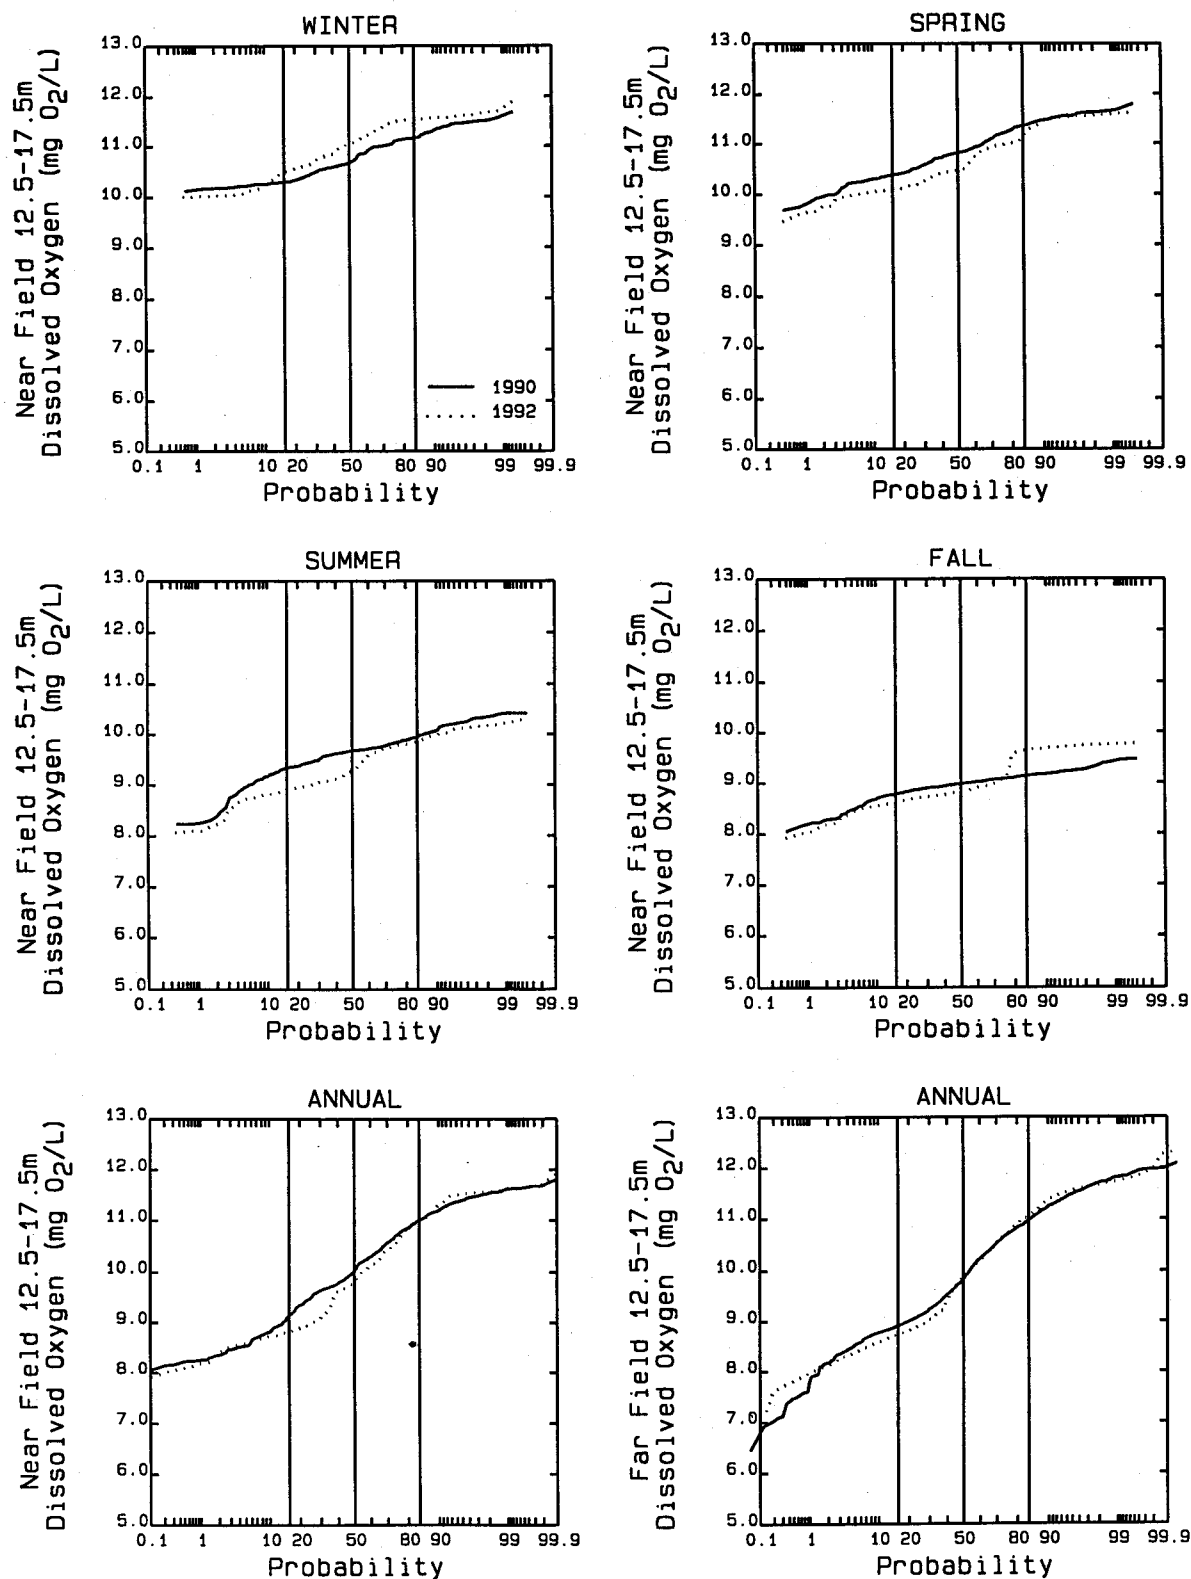 WINTER
Near Field 12.5-17.5m
Dissolved Oxygen (mg O2/L)
13.0
12.0
11.0
10.0
9.0
8.0
7.0
6.0
5.0
1990
1992
0.1 1 10 20 50 80 90 99 99.9
Probability
SPRING
Near Field 12.5-17.5m
Dissolved Oxygen (mg O2/L)
13.0
12.0
11.0
10.0
9.0
8.0
7.0
6.0
5.0
0.1 1 10 20 50 80 90 99 99.9
Probability
SUMMER
Near Field 12.5-17.5m
Dissolved Oxygen (mg O2/L)
13.0
12.0
11.0
10.0
9.0
8.0
7.0
6.0
5.0
0.1 1 10 20 50 80 90 99 99.9
Probability
FALL
Near Field 12.5-17.5m
Dissolved Oxygen (mg O2/L)
13.0
12.0
11.0
10.0
9.0
8.0
7.0
6.0
5.0
0.1 1 10 20 50 80 90 99 99.9
Probability
ANNUAL
Near Field 12.5-17.5m
Dissolved Oxygen (mg O2/L)
13.0
12.0
11.0
10.0
9.0
8.0
7.0
6.0
5.0
0.1 1 10 20 50 80 90 99 99.9
Probability
ANNUAL
Far Field 12.5-17.5m
Dissolved Oxygen (mg O2/L)
13.0
12.0
11.0
10.0
9.0
8.0
7.0
6.0
5.0
0.1 1 10 20 50 80 90 99 99.9
Probability